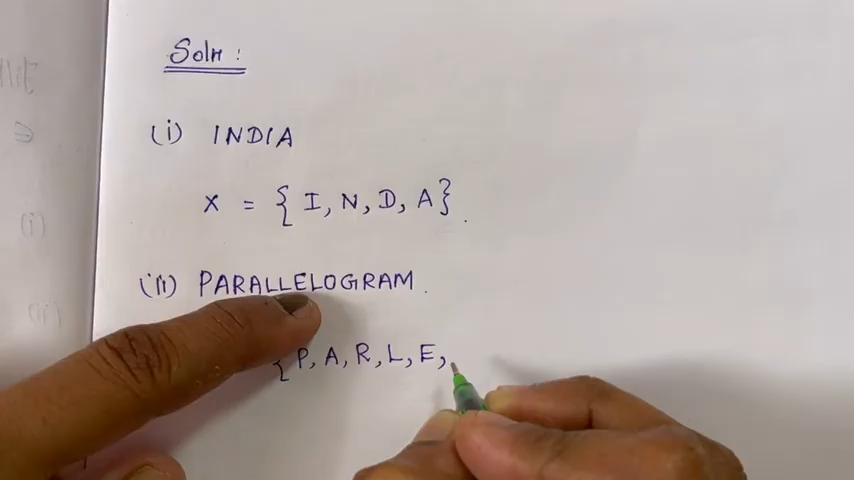 Soln :
(i) INDIA
X = { I, N, D, A } .
(ii) PARALLELOGRAM .
{ P, A, R, L, E,
(i)